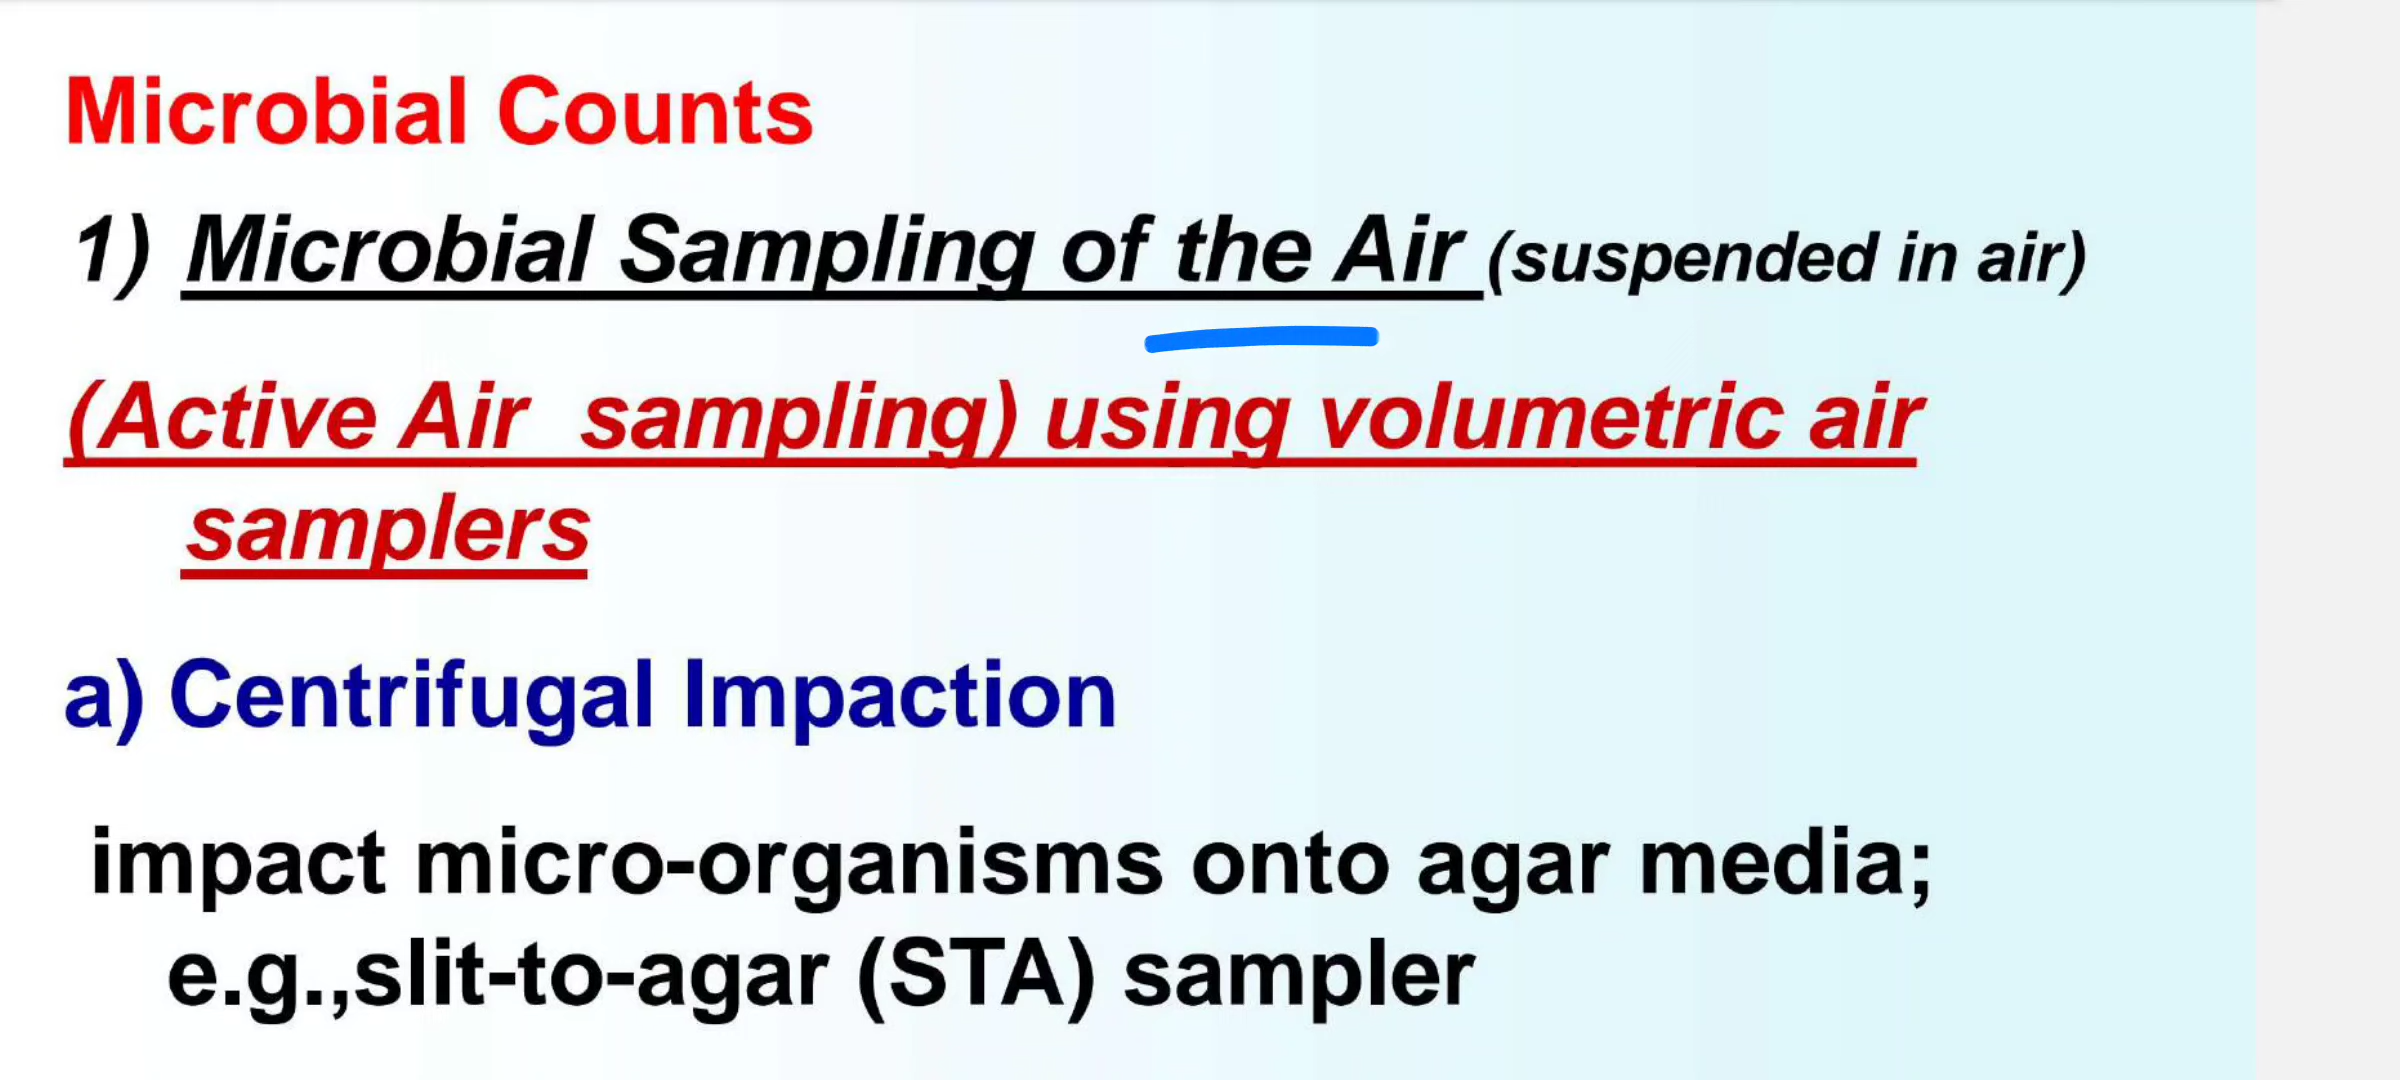 Microbial Counts
1) Microbial Sampling of the Air (suspended in air)
(Active Air sampling) using volumetric air
samplers
a) Centrifugal Impaction
impact micro-organisms onto agar media;
e.g.,slit-to-agar (STA) sampler